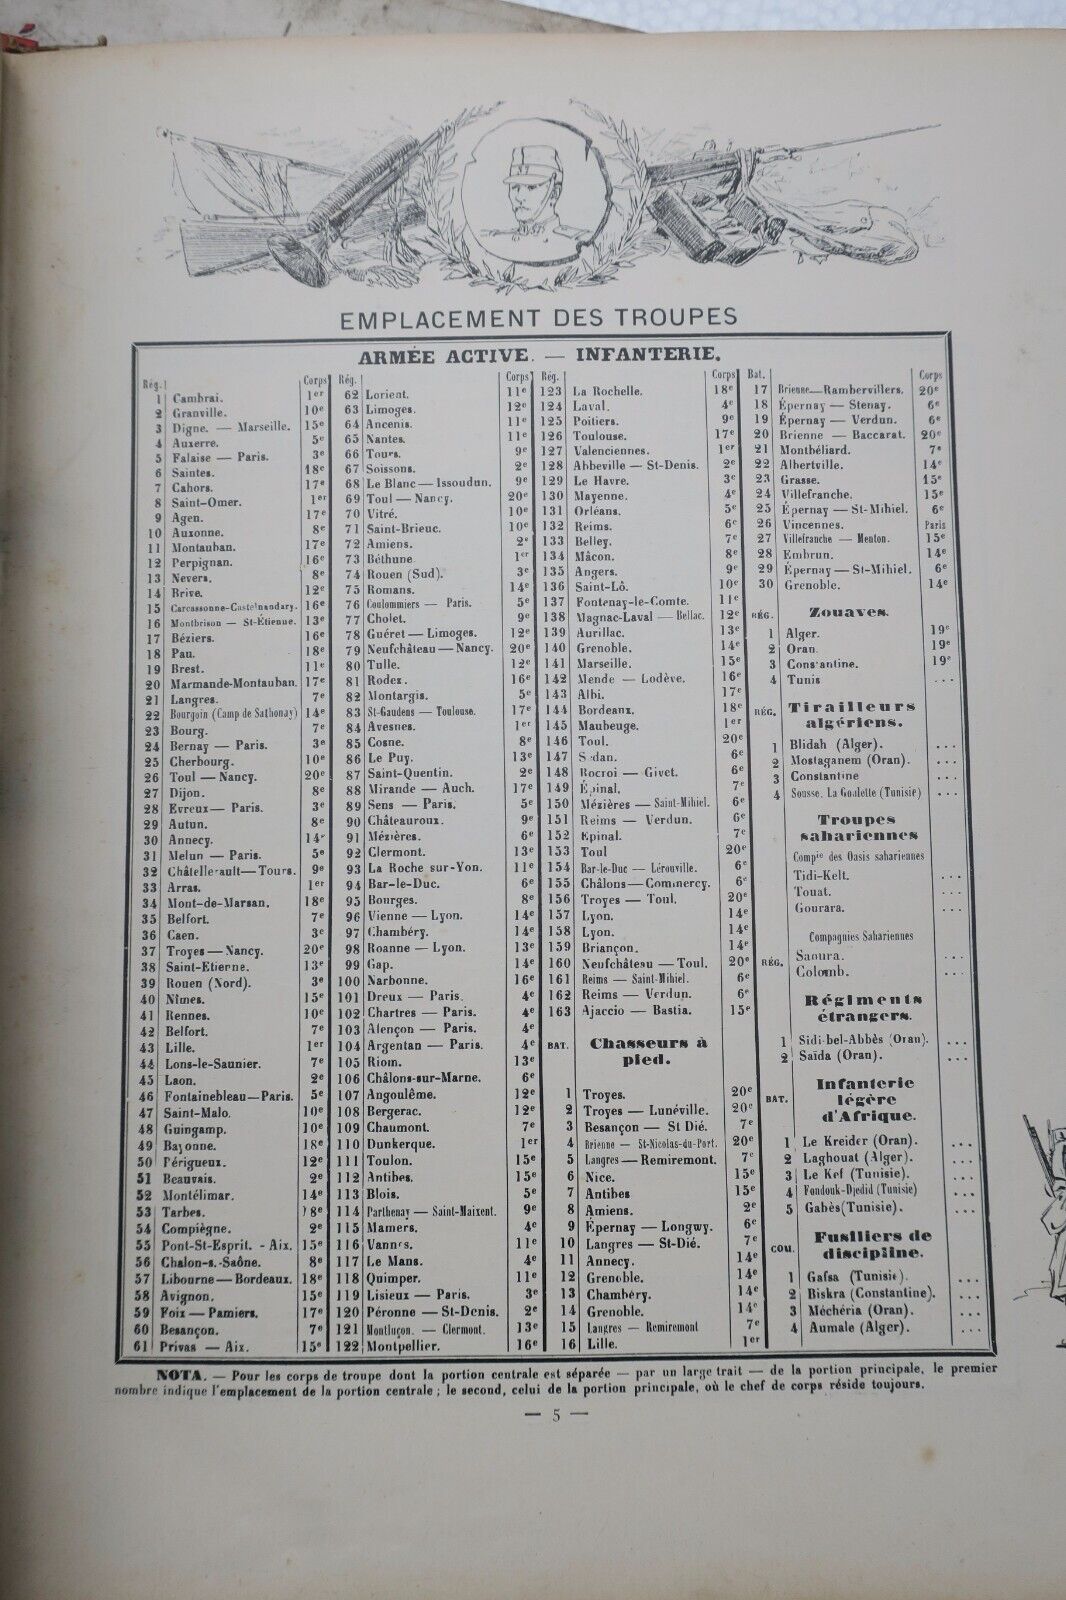 EMPLACEMENT DES TROUPES
ARMÉE ACTIVE. — INFANTERIE.
Rég. Corps
1 Cambrai. 1er
2 Granville. 10e
3 Digne. — Marseille. 15e
4 Auxerre. 5e
5 Falaise — Paris. 3e
6 Saintes. 18e
7 Cahors. 17e
8 Saint-Omer. 1er
9 Agen. 17e
10 Auxonne. 8e
11 Montauban. 17e
12 Perpignan. 16e
13 Nevers. 8e
14 Brive. 12e
15 Carcassonne-Castelnaudary. 16e
16 Montbrison — St-Étienne. 13e
17 Béziers. 16e
18 Pau. 18e
19 Brest. 11e
20 Marmande-Montauban. 17e
21 Langres. 7e
22 Bourgoin (Camp de Sathonay) 14e
23 Bourg. 7e
24 Bernay — Paris. 3e
25 Cherbourg. 10e
26 Toul — Nancy. 20e
27 Dijon. 8e
28 Evreux — Paris. 3e
29 Autun. 8e
30 Annecy. 14e
31 Melun — Paris. 5e
32 Châtellerault — Tours. 9e
33 Arras. 1er
34 Mont-de-Marsan. 18e
35 Belfort. 7e
36 Caen. 3e
37 Troyes — Nancy. 20e
38 Saint-Etienne. 13e
39 Rouen (Nord). 3e
40 Nîmes. 15e
41 Rennes. 10e
42 Belfort. 7e
43 Lille. 1er
44 Lons-le-Saunier. 7e
45 Laon. 2e
46 Fontainebleau — Paris. 5e
47 Saint-Malo. 10e
48 Guingamp. 10e
49 Bayonne. 18e
50 Périgueux. 12e
51 Beauvais. 2e
52 Montélimar. 14e
53 Tarbes. 18e
54 Compiègne. 2e
55 Pont-St-Esprit. - Aix. 15e
56 Chalon-s.-Saône. 8e
57 Libourne — Bordeaux. 18e
58 Avignon. 15e
59 Foix — Pamiers. 17e
60 Besançon. 7e
61 Privas — Aix. 15e
Rég. Corps
62 Lorient. 11e
63 Limoges. 12e
64 Ancenis. 11e
65 Nantes. 11e
66 Tours. 9e
67 Soissons. 2e
68 Le Blanc — Issoudun. 9e
69 Toul — Nancy. 20e
70 Vitré. 10e
71 Saint-Brieuc. 10e
72 Amiens. 2e
73 Béthune 1er
74 Rouen (Sud). 3e
75 Romans. 14e
76 Coulommiers — Paris. 5e
77 Cholet. 9e
78 Guéret — Limoges. 12e
79 Neufchâteau — Nancy. 20e
80 Tulle. 12e
81 Rodez. 16e
82 Montargis. 5e
83 St-Gaudens — Toulouse. 17e
84 Avesnes. 1er
85 Cosne. 8e
86 Le Puy. 13e
87 Saint-Quentin. 2e
88 Mirande — Auch. 17e
89 Sens — Paris. 5e
90 Châteauroux. 9e
91 Mézières. 6e
92 Clermont. 13e
93 La Roche sur-Yon. 11e
94 Bar-le-Duc. 6e
95 Bourges. 8e
96 Vienne — Lyon. 14e
97 Chambéry. 14e
98 Roanne — Lyon. 13e
99 Gap. 14e
100 Narbonne. 16e
101 Dreux — Paris. 4e
102 Chartres — Paris. 4e
103 Alençon — Paris. 4e
104 Argentan — Paris. 4e
105 Riom. 13e
106 Châlons-sur-Marne. 6e
107 Angoulême. 12e
108 Bergerac. 12e
109 Chaumont. 7e
110 Dunkerque. 1er
111 Toulon. 15e
112 Antibes. 15e
113 Blois. 5e
114 Parthenay — Saint-Maixent. 9e
115 Mamers. 4e
116 Vannes. 11e
117 Le Mans. 4e
118 Quimper. 11e
119 Lisieux — Paris. 3e
120 Péronne — St-Denis. 2e
121 Montluçon. — Clermont. 13e
122 Montpellier. 16e
Rég. Corps
123 La Rochelle. 18e
124 Laval. 4e
125 Poitiers. 9e
126 Toulouse. 17e
127 Valenciennes. 1er
128 Abbeville — St-Denis. 2e
129 Le Havre. 3e
130 Mayenne. 4e
131 Orléans. 5e
132 Reims. 6e
133 Belley. 7e
134 Mâcon. 8e
135 Angers. 9e
136 Saint-Lô. 10e
137 Fontenay-le-Comte. 11e
138 Magnac-Laval — Bellac. 12e
139 Aurillac. 13e
140 Grenoble. 14e
141 Marseille. 15e
142 Mende — Lodève. 16e
143 Albi. 17e
144 Bordeaux. 18e
145 Maubeuge. 1er
146 Toul. 20e
147 Sedan. 6e
148 Rocroi — Givet. 6e
149 Épinal. 7e
150 Mézières — Saint-Mihiel. 6e
151 Reims — Verdun. 6e
152 Epinal. 7e
153 Toul 20e
154 Bar-le-Duc — Lérouville. 6e
155 Châlons — Commercy. 6e
156 Troyes — Toul. 20e
157 Lyon. 14e
158 Lyon. 14e
159 Briançon. 14e
160 Neufchâteau — Toul. 20e
161 Reims — Saint-Mihiel. 6e
162 Reims — Verdun. 6e
163 Ajaccio — Bastia. 15e
BAT. Chasseurs à
pied.
1 Troyes. 20e
2 Troyes — Lunéville. 20e
3 Besançon — St Dié. 7e
4 Brienne — St-Nicolas-du-Port. 20e
5 Langres — Remiremont. 7e
6 Nice. 15e
7 Antibes 15e
8 Amiens. 2e
9 Épernay — Longwy. 6e
10 Langres — St-Dié. 7e
11 Annecy. 14e
12 Grenoble. 14e
13 Chambéry. 14e
14 Grenoble. 14e
15 Langres — Remiremont 7e
16 Lille. 1er
Bat. Corps
17 Brienne — Rambervillers. 20e
18 Épernay — Stenay. 6e
19 Épernay — Verdun. 6e
20 Brienne — Baccarat. 20e
21 Montbéliard. 7e
22 Albertville. 14e
23 Grasse. 15e
24 Villefranche. 15e
25 Épernay — St-Mihiel. 6e
26 Vincennes. Paris
27 Villefranche — Menton. 15e
28 Embrun. 14e
29 Épernay — St-Mihiel. 6e
30 Grenoble. 14e
RÉG. Zouaves.
1 Alger. 19e
2 Oran. 19e
3 Constantine. 19e
4 Tunis ...
RÉG. Tirailleurs
algériens.
1 Blidah (Alger). ...
2 Mostaganem (Oran). ...
3 Constantine ...
4 Sousse. La Goulette (Tunisie) ...
Troupes
sahariennes
Compie des Oasis sahariennes
Tidi-Kelt. ...
Touat. ...
Gourara. ...
Compagnies Sahariennes
Saoura. ...
Colomb. ...
RÉG. Régiments
étrangers.
1 Sidi-bel-Abbès (Oran). ...
2 Saïda (Oran). ...
BAT. Infanterie
légère
d'Afrique.
1 Le Kreider (Oran). ...
2 Laghouat (Alger). ...
3 Le Kef (Tunisie). ...
4 Fondouk-Djedid (Tunisie) ...
5 Gabès (Tunisie). ...
COM. Fusiliers de
discipline.
1 Gafsa (Tunisie). ...
2 Biskra (Constantine). ...
3 Méchéria (Oran). ...
4 Aumale (Alger). ...
NOTA. — Pour les corps de troupe dont la portion centrale est séparée — par un large trait — de la portion principale, le premier
nombre indique l'emplacement de la portion centrale ; le second, celui de la portion principale, où le chef de corps réside toujours.
— 5 —